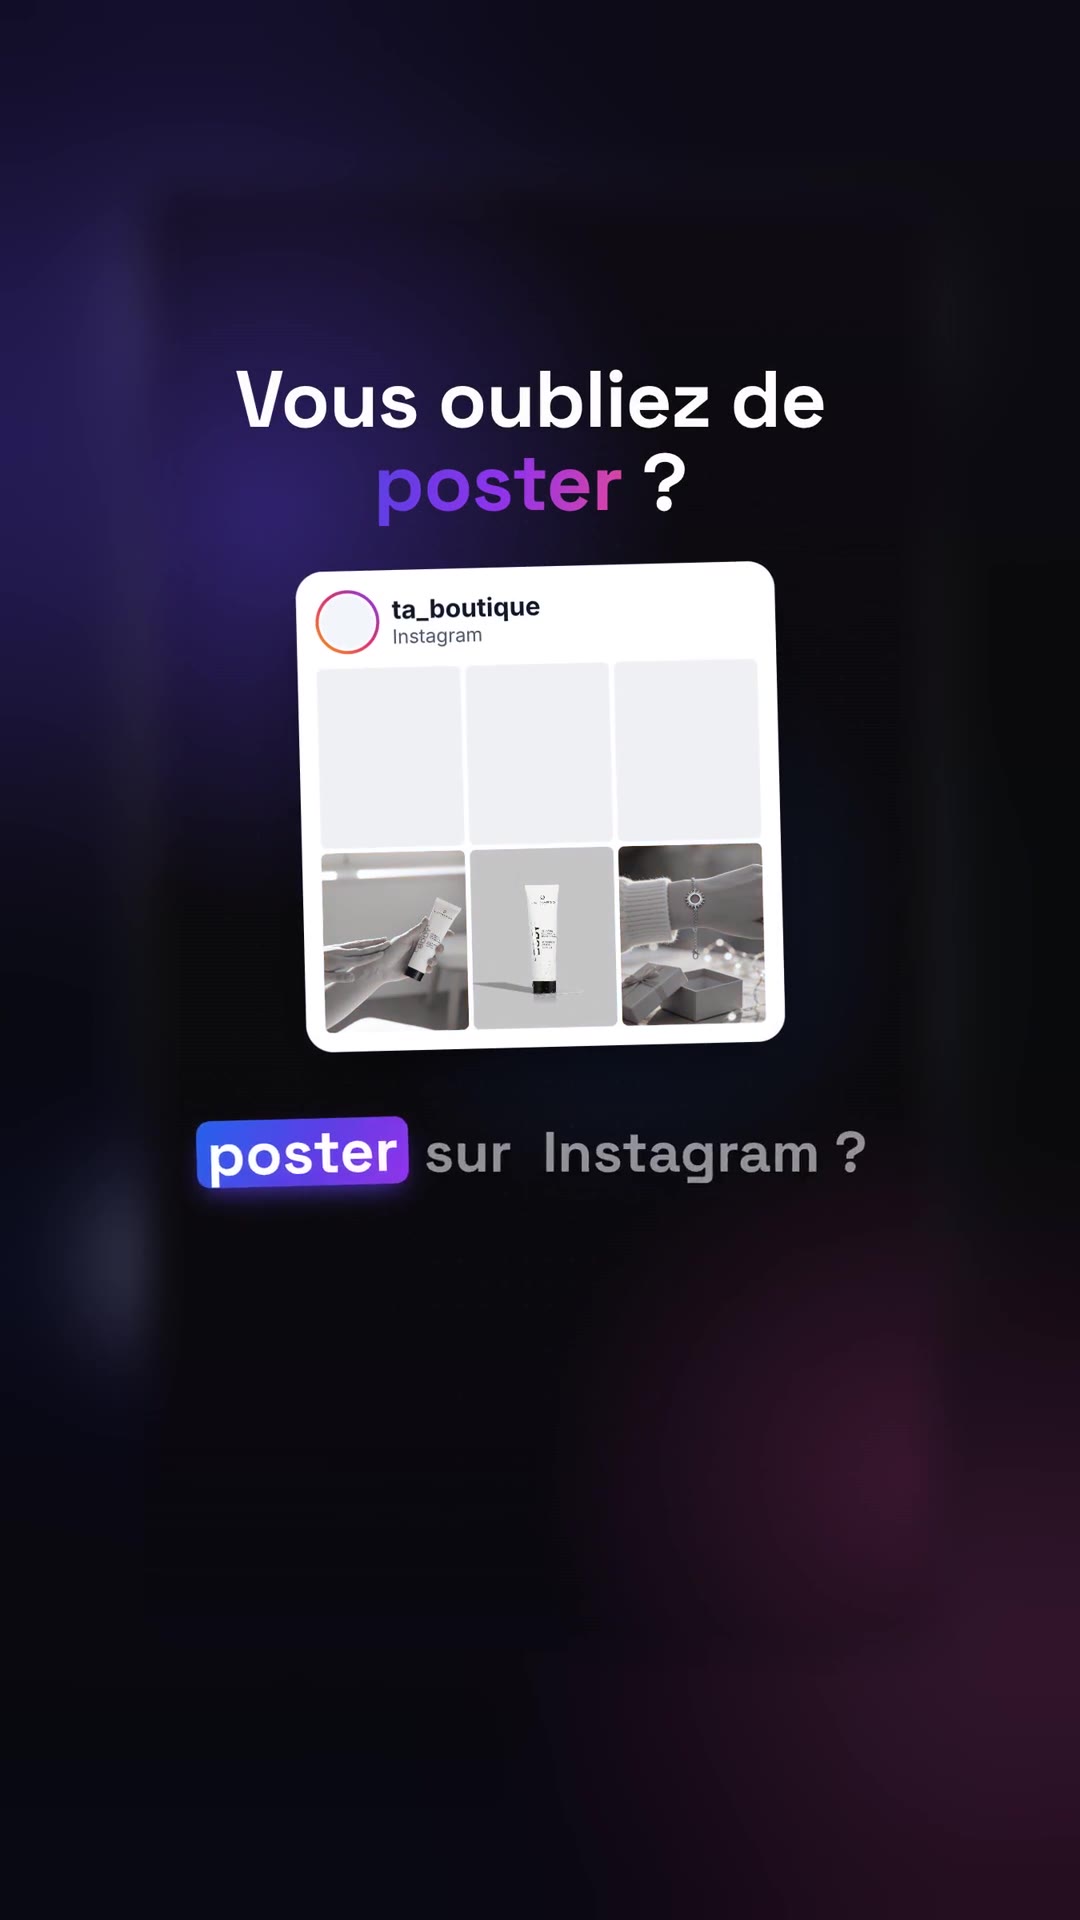 Vous oubliez de
poster ?
ta_boutique
Instagram
poster sur Instagram ?